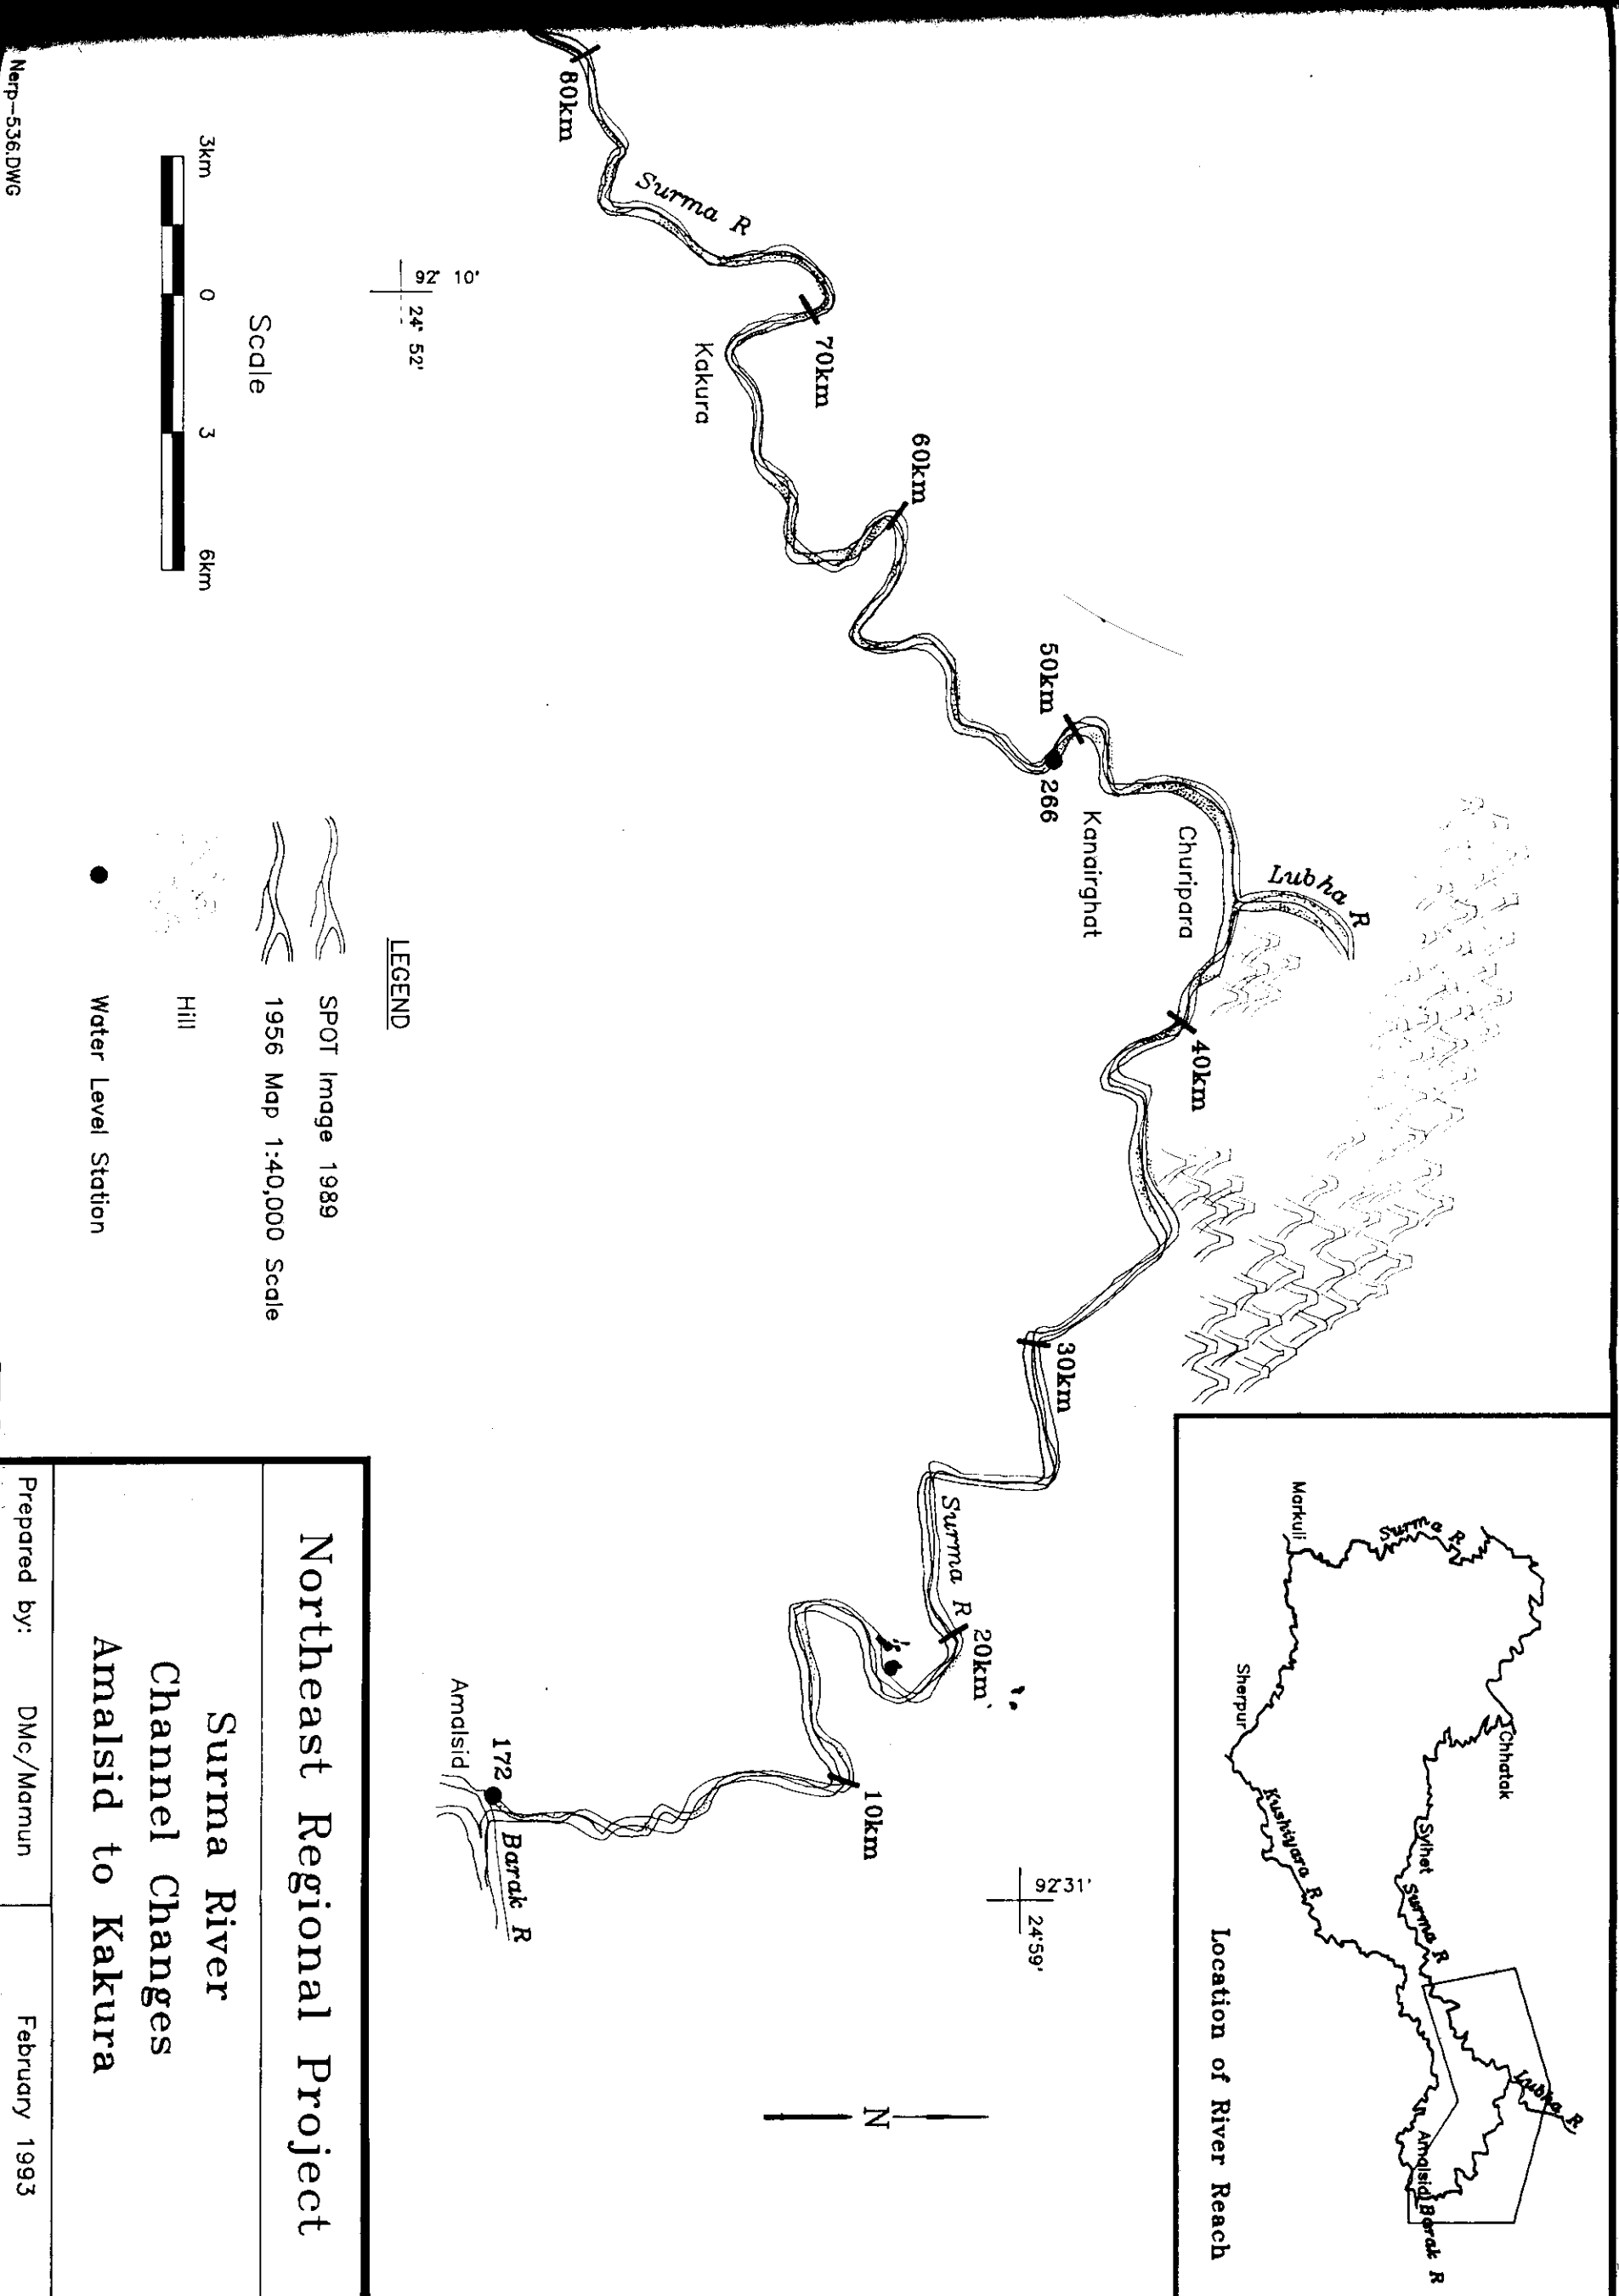 Location of River Reach
Markuli
Surma R
Chhatak
Sylhet
Surma R
Sherpur
Kushiyara R
Lubha R
Amalsid
Barak R
Lubha R
Churipara
Kanairghat
266
40km
50km
30km
60km
70km
Kakura
Surma R
80km
Surma R
20km
10km
172
Amalsid
Barak R
92°31'
24°59'
N
92° 10'
24° 52'
Scale
3km 0 3 6km
LEGEND
SPOT Image 1989
1956 Map 1:40,000 Scale
Hill
Water Level Station
Northeast Regional Project
Surma River
Channel Changes
Amalsid to Kakura
Prepared by: DMc/Mamun
February 1993
Nerp-536.DWG